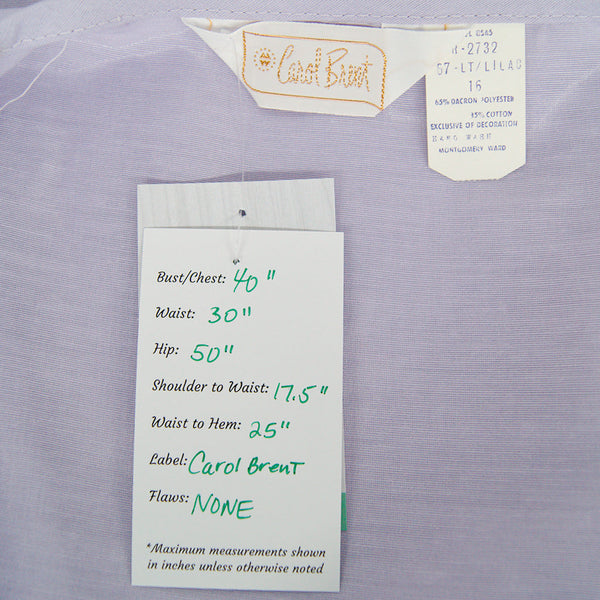 Carol Brent
2732
67-LT/LILAC
16
65% DACRON POLYESTER
35% COTTON
EXCLUSIVE OF DECORATION
HAND WASH
MONTGOMERY WARD
Bust/Chest: 40"
Waist: 30"
Hip: 50"
Shoulder to Waist: 17.5"
Waist to Hem: 25"
Label: Carol Brent
Flaws: NONE
*Maximum measurements shown
in inches unless otherwise noted